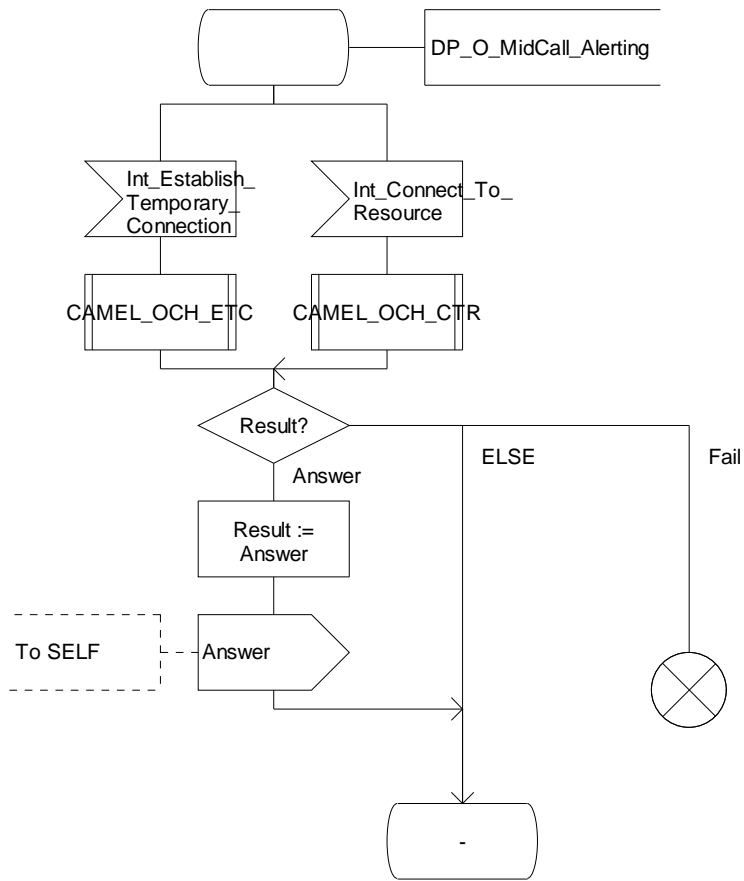 DP_O_MidCall_Alerting
Int_Establish_
Temporary_
Connection
Int_Connect_To_
Resource
CAMEL_OCH_ETC
CAMEL_OCH_CTR
Result?
ELSE
Fail
Answer
Result :=
Answer
To SELF
Answer
-